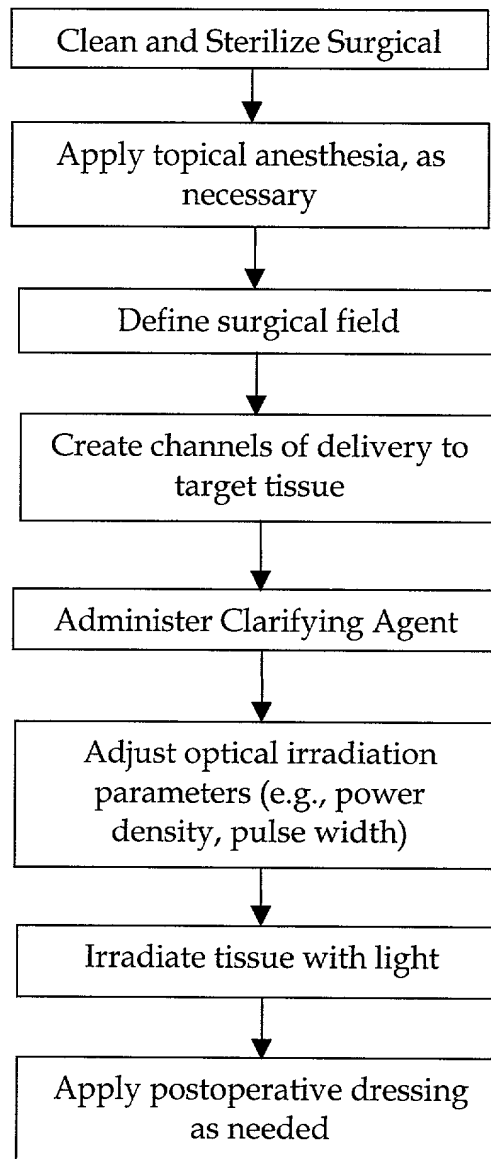 Clean and Sterilize Surgical
Apply topical anesthesia, as
necessary
Define surgical field
Create channels of delivery to
target tissue
Administer Clarifying Agent
Adjust optical irradiation
parameters (e.g., power
density, pulse width)
Irradiate tissue with light
Apply postoperative dressing
as needed